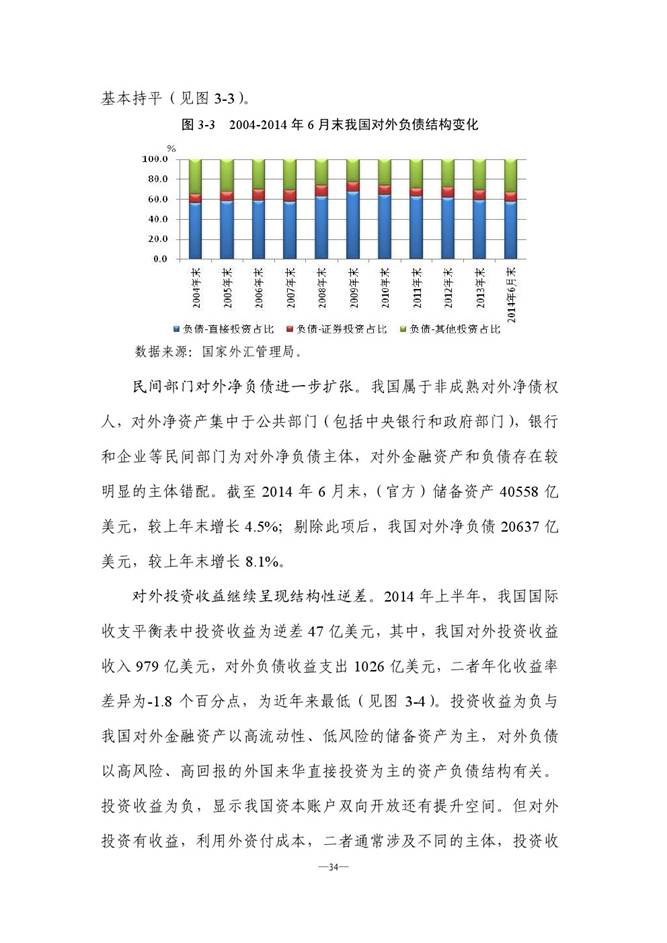 基本持平（见图 3-3）。
图 3-3 2004-2014 年 6 月末我国对外负债结构变化
%
100.0
80.0
60.0
40.0
20.0
0.0
2004年末
2005年末
2006年末
2007年末
2008年末
2009年末
2010年末
2011年末
2012年末
2013年末
2014年6月末
负债-直接投资占比 负债-证券投资占比 负债-其他投资占比
数据来源：国家外汇管理局。
民间部门对外净负债进一步扩张。我国属于非成熟对外净债权
人，对外净资产集中于公共部门（包括中央银行和政府部门），银行
和企业等民间部门为对外净负债主体，对外金融资产和负债存在较
明显的主体错配。截至 2014 年 6 月末，（官方）储备资产 40558 亿
美元，较上年末增长 4.5%；剔除此项后，我国对外净负债 20637 亿
美元，较上年末增长 8.1%。
对外投资收益继续呈现结构性逆差。2014 年上半年，我国国际
收支平衡表中投资收益为逆差 47 亿美元，其中，我国对外投资收益
收入 979 亿美元，对外负债收益支出 1026 亿美元，二者年化收益率
差异为-1.8 个百分点，为近年来最低（见图 3-4）。投资收益为负与
我国对外金融资产以高流动性、低风险的储备资产为主，对外负债
以高风险、高回报的外国来华直接投资为主的资产负债结构有关。
投资收益为负，显示我国资本账户双向开放还有提升空间。但对外
投资有收益，利用外资付成本，二者通常涉及不同的主体，投资收
—34—